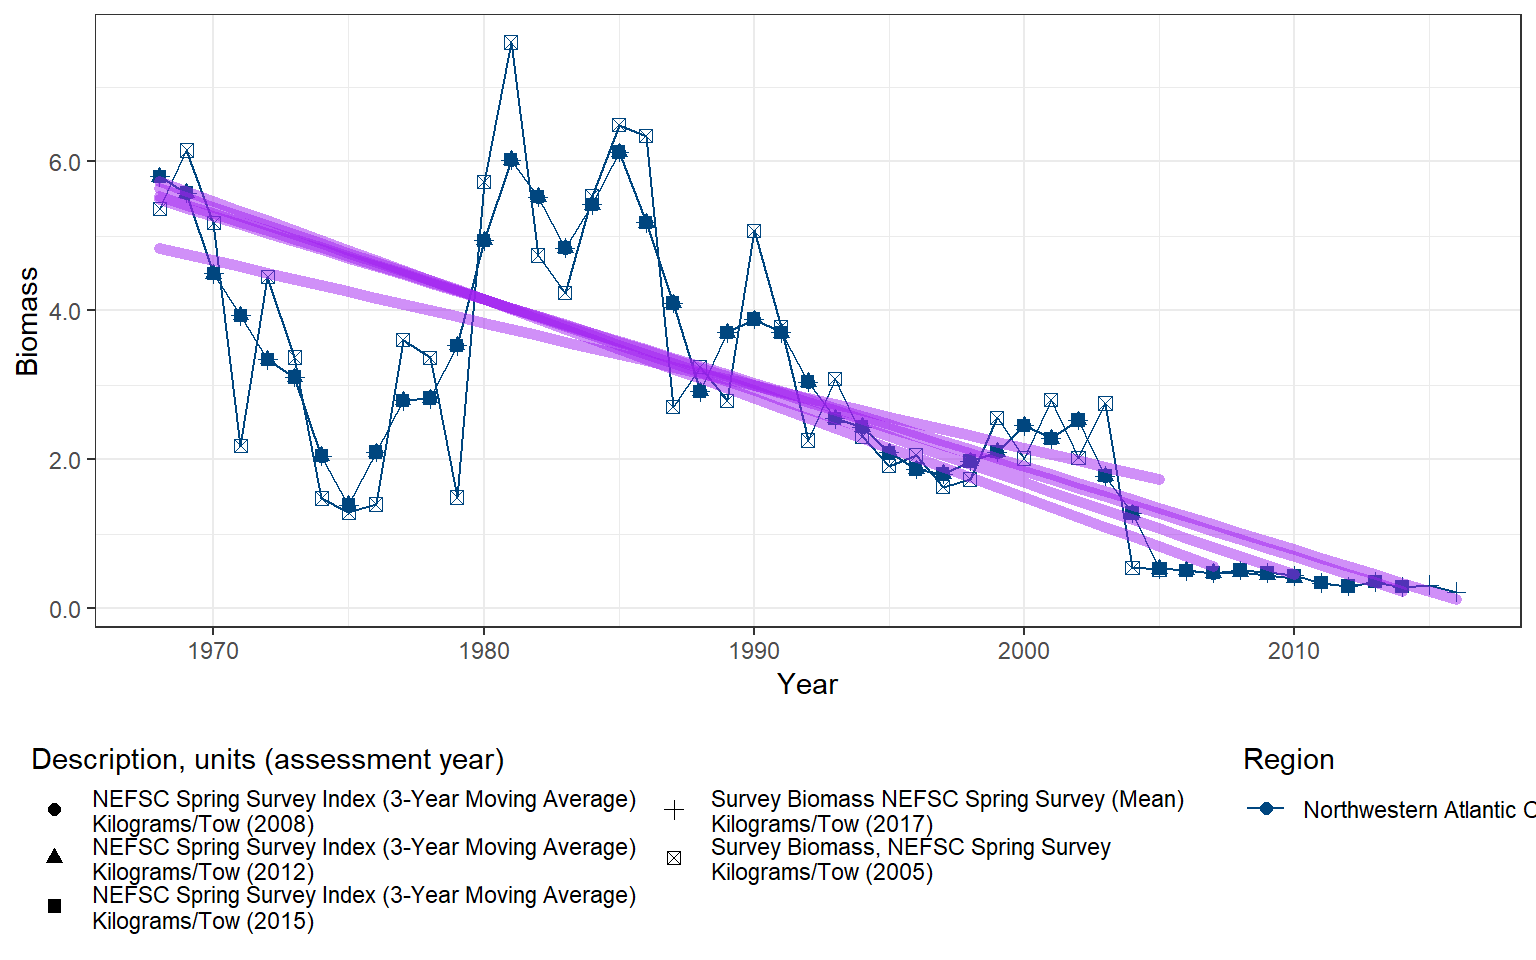 Biomass
6.0
4.0
2.0
0.0
1970 1980 1990 2000 2010
Year
Description, units (assessment year)
NEFSC Spring Survey Index (3-Year Moving Average)
Kilograms/Tow (2008)
NEFSC Spring Survey Index (3-Year Moving Average)
Kilograms/Tow (2012)
NEFSC Spring Survey Index (3-Year Moving Average)
Kilograms/Tow (2015)
Survey Biomass NEFSC Spring Survey (Mean)
Kilograms/Tow (2017)
Survey Biomass, NEFSC Spring Survey
Kilograms/Tow (2005)
Region
Northwestern Atlantic